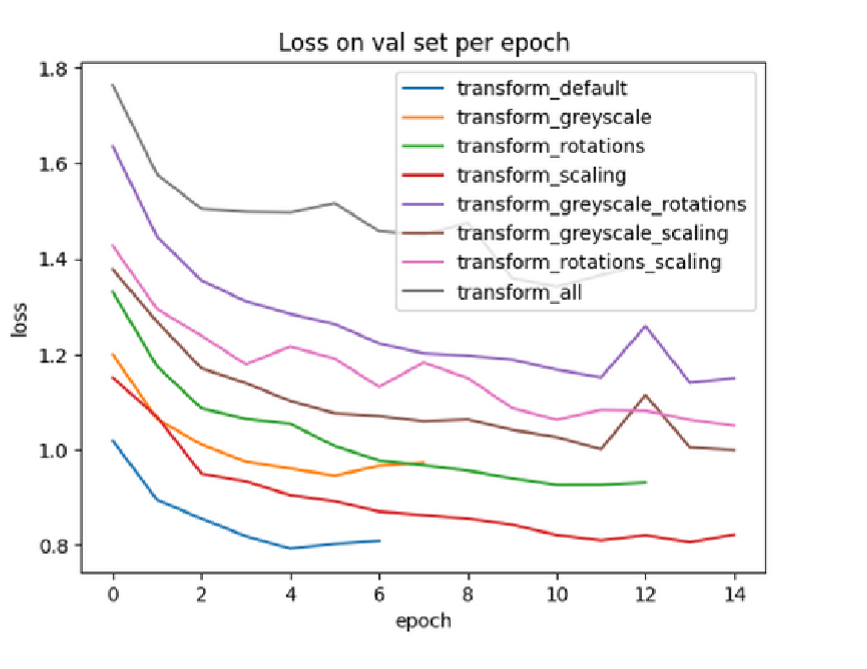 Loss on val set per epoch
1.8
1.6
1.4
1.2
1.0
0.8
loss
transform_default
transform_greyscale
transform_rotations
transform_scaling
transform_greyscale_rotations
transform_greyscale_scaling
transform_rotations_scaling
transform_all
0 2 4 6 8 10 12 14
epoch